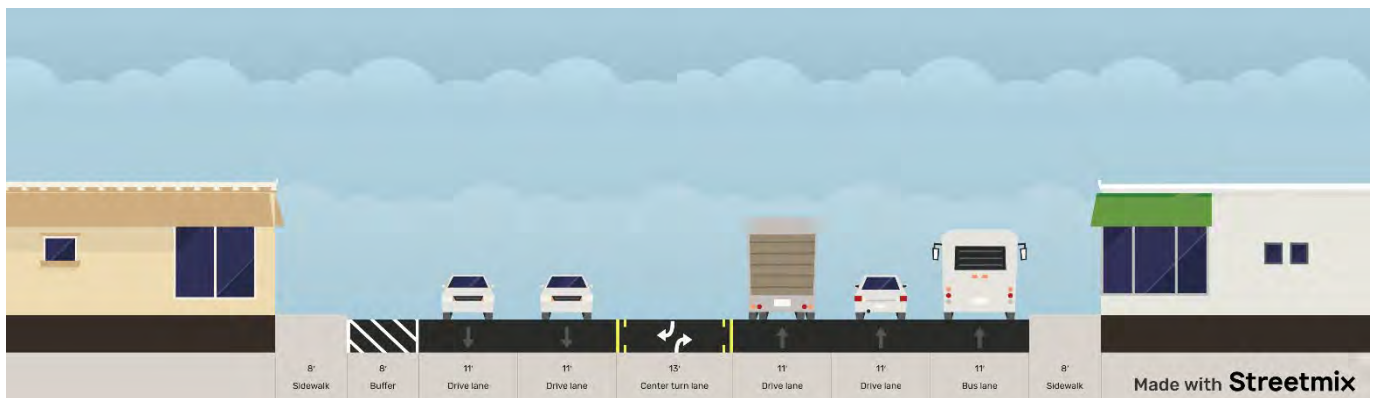 8' 8' 11' 11' 13' 11' 11' 11' 8'
Sidewalk Buffer Drive lane Drive lane Center turn lane Drive lane Drive lane Bus lane Sidewalk
Made with Streetmix